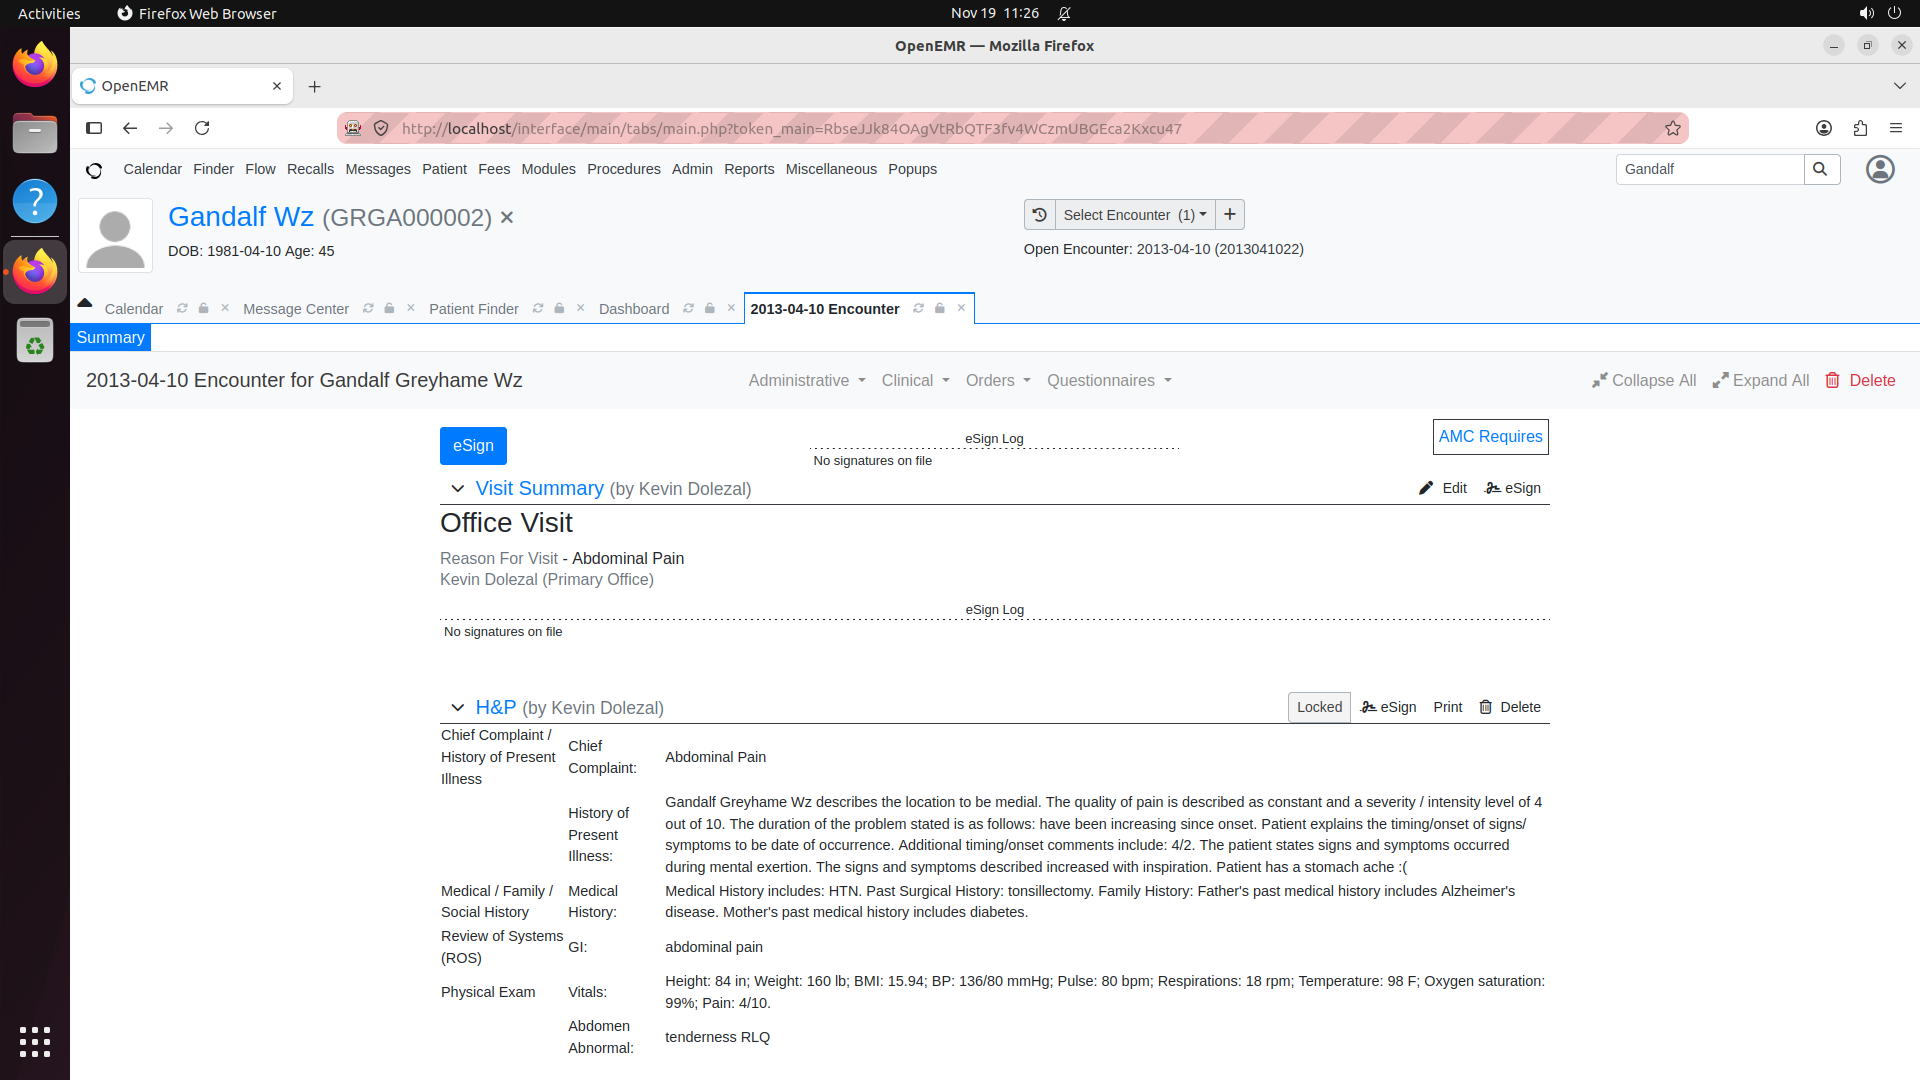 Activities
Firefox Web Browser
Nov 19 11:26
OpenEMR — Mozilla Firefox
OpenEMR
http://localhost/interface/main/tabs/main.php?token_main=RbseJJk84OAgVtRbQTF3fv4WCzmUBGEca2Kxcu47
Calendar Finder Flow Recalls Messages Patient Fees Modules Procedures Admin Reports Miscellaneous Popups
Gandalf
Gandalf Wz (GRGA000002)
DOB: 1981-04-10 Age: 45
Select Encounter (1)
Open Encounter: 2013-04-10 (2013041022)
Calendar Message Center Patient Finder Dashboard 2013-04-10 Encounter
Summary
2013-04-10 Encounter for Gandalf Greyhame Wz
Administrative Clinical Orders Questionnaires
Collapse All Expand All Delete
eSign
eSign Log
No signatures on file
AMC Requires
Visit Summary (by Kevin Dolezal)
Edit eSign
Office Visit
Reason For Visit - Abdominal Pain
Kevin Dolezal (Primary Office)
eSign Log
No signatures on file
H&P (by Kevin Dolezal)
Locked eSign Print Delete
Chief Complaint /
History of Present
Illness
Chief
Complaint:
Abdominal Pain
History of
Present
Illness:
Gandalf Greyhame Wz describes the location to be medial. The quality of pain is described as constant and a severity / intensity level of 4
out of 10. The duration of the problem stated is as follows: have been increasing since onset. Patient explains the timing/onset of signs/
symptoms to be date of occurrence. Additional timing/onset comments include: 4/2. The patient states signs and symptoms occurred
during mental exertion. The signs and symptoms described increased with inspiration. Patient has a stomach ache :(
Medical / Family /
Social History
Medical
History:
Medical History includes: HTN. Past Surgical History: tonsillectomy. Family History: Father's past medical history includes Alzheimer's
disease. Mother's past medical history includes diabetes.
Review of Systems
(ROS)
GI:
abdominal pain
Physical Exam
Vitals:
Height: 84 in; Weight: 160 lb; BMI: 15.94; BP: 136/80 mmHg; Pulse: 80 bpm; Respirations: 18 rpm; Temperature: 98 F; Oxygen saturation:
99%; Pain: 4/10.
Abdomen
Abnormal:
tenderness RLQ